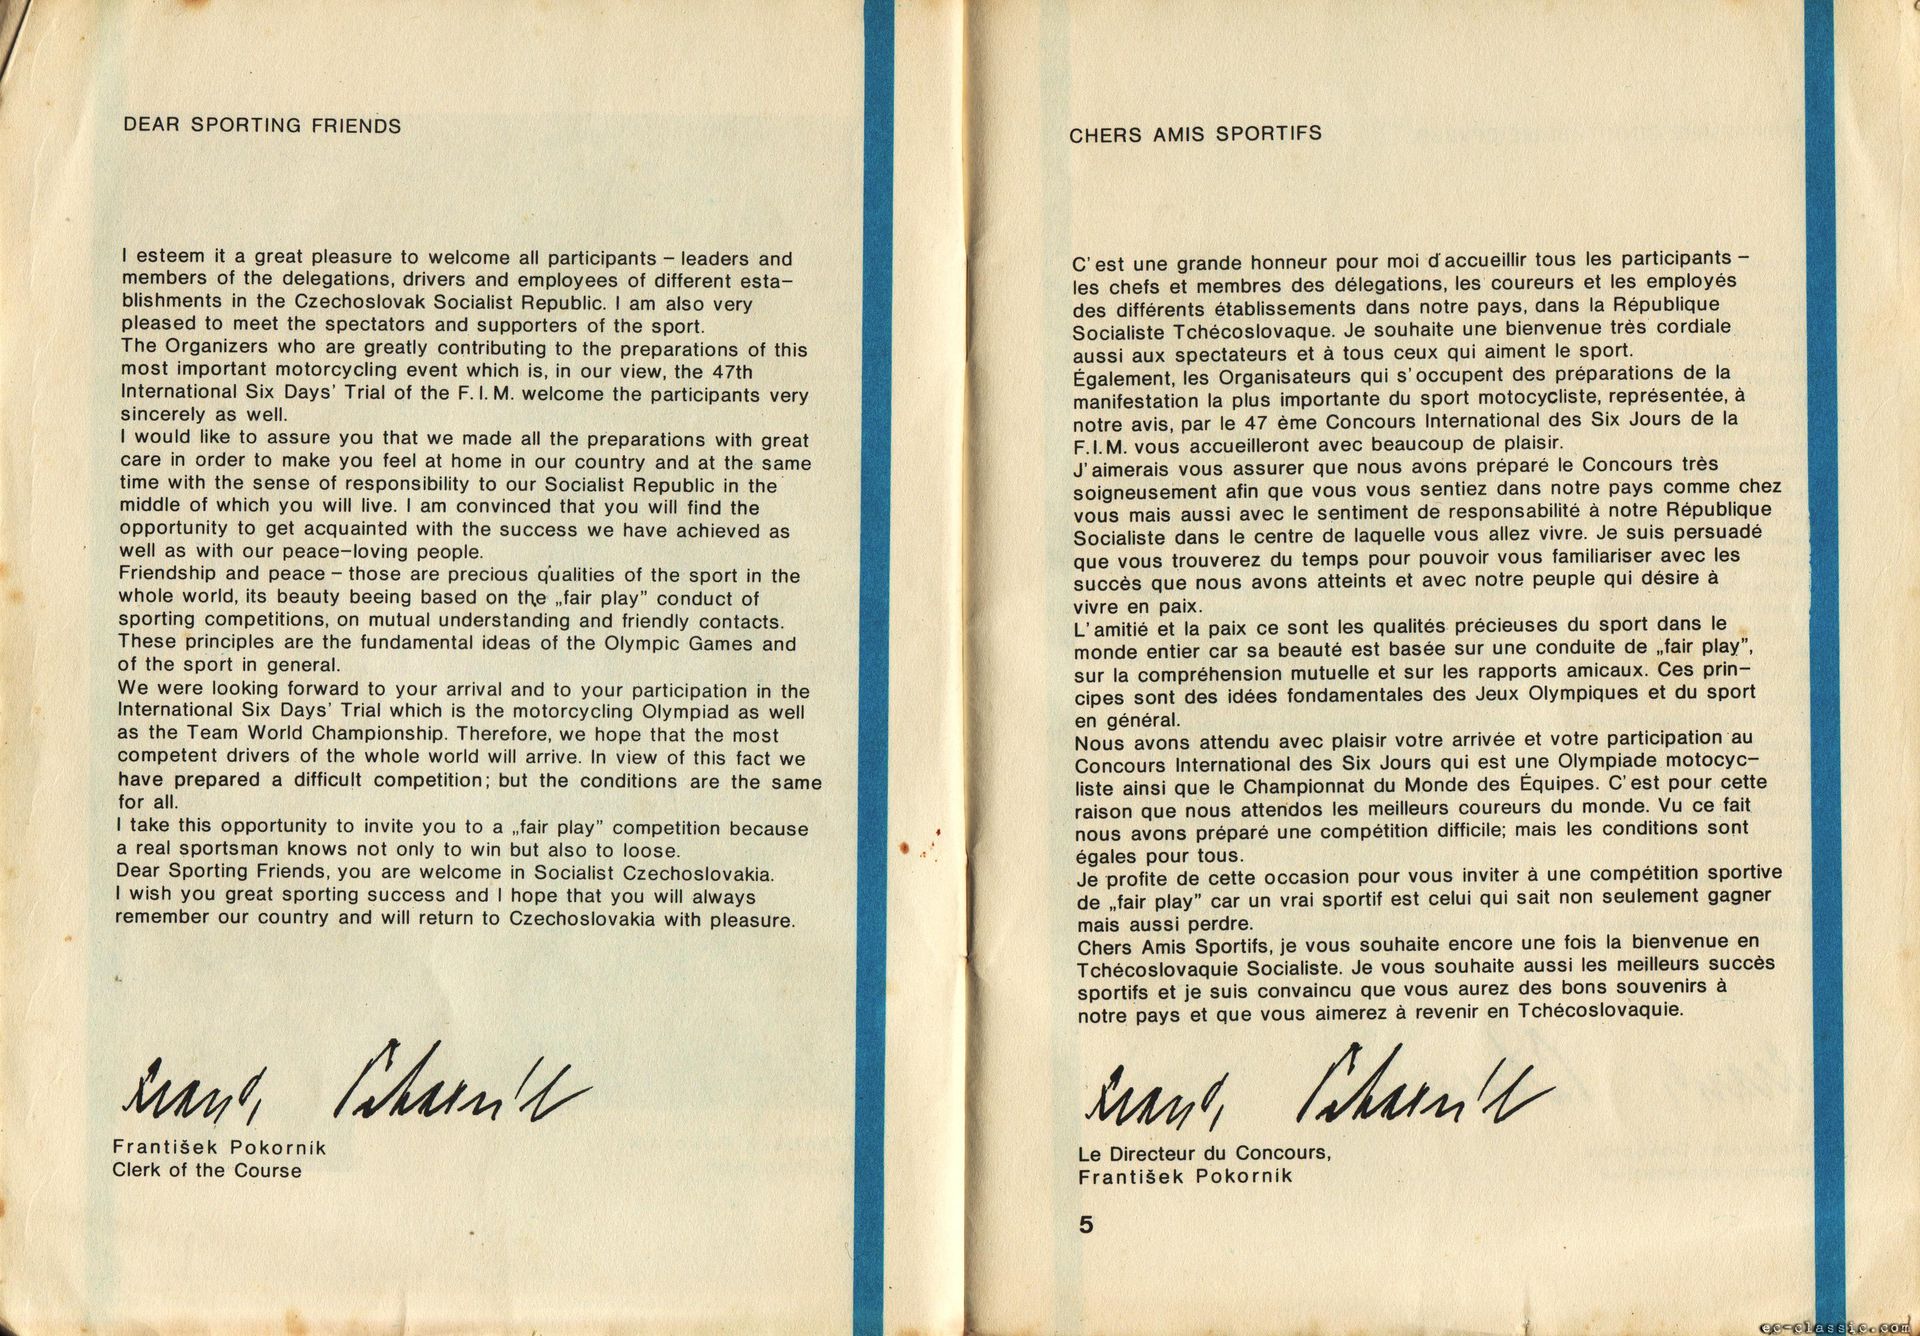 DEAR SPORTING FRIENDS
I esteem it a great pleasure to welcome all participants – leaders and
members of the delegations, drivers and employees of different esta–
blishments in the Czechoslovak Socialist Republic. I am also very
pleased to meet the spectators and supporters of the sport.
The Organizers who are greatly contributing to the preparations of this
most important motorcycling event which is, in our view, the 47th
International Six Days' Trial of the F. I. M. welcome the participants very
sincerely as well.
I would like to assure you that we made all the preparations with great
care in order to make you feel at home in our country and at the same
time with the sense of responsibility to our Socialist Republic in the
middle of which you will live. I am convinced that you will find the
opportunity to get acquainted with the success we have achieved as
well as with our peace–loving people.
Friendship and peace – those are precious qualities of the sport in the
whole world, its beauty beeing based on the „fair play” conduct of
sporting competitions, on mutual understanding and friendly contacts.
These principles are the fundamental ideas of the Olympic Games and
of the sport in general.
We were looking forward to your arrival and to your participation in the
International Six Days' Trial which is the motorcycling Olympiad as well
as the Team World Championship. Therefore, we hope that the most
competent drivers of the whole world will arrive. In view of this fact we
have prepared a difficult competition; but the conditions are the same
for all.
I take this opportunity to invite you to a „fair play” competition because
a real sportsman knows not only to win but also to loose.
Dear Sporting Friends, you are welcome in Socialist Czechoslovakia.
I wish you great sporting success and I hope that you will always
remember our country and will return to Czechoslovakia with pleasure.
František Pokorník
Clerk of the Course
CHERS AMIS SPORTIFS
C' est une grande honneur pour moi d'accueillir tous les participants –
les chefs et membres des délegations, les coureurs et les employés
des différents établissements dans notre pays, dans la République
Socialiste Tchécoslovaque. Je souhaite une bienvenue très cordiale
aussi aux spectateurs et à tous ceux qui aiment le sport.
Également, les Organisateurs qui s' occupent des préparations de la
manifestation la plus importante du sport motocycliste, représentée, à
notre avis, par le 47 ème Concours International des Six Jours de la
F.I.M. vous accueilleront avec beaucoup de plaisir.
J' aimerais vous assurer que nous avons préparé le Concours très
soigneusement afin que vous vous sentiez dans notre pays comme chez
vous mais aussi avec le sentiment de responsabilité à notre République
Socialiste dans le centre de laquelle vous allez vivre. Je suis persuadé
que vous trouverez du temps pour pouvoir vous familiariser avec les
succès que nous avons atteints et avec notre peuple qui désire à
vivre en paix.
L' amitié et la paix ce sont les qualités précieuses du sport dans le
monde entier car sa beauté est basée sur une conduite de „fair play”,
sur la compréhension mutuelle et sur les rapports amicaux. Ces prin–
cipes sont des idées fondamentales des Jeux Olympiques et du sport
en général.
Nous avons attendu avec plaisir votre arrivée et votre participation au
Concours International des Six Jours qui est une Olympiade motocyc–
liste ainsi que le Championnat du Monde des Équipes. C' est pour cette
raison que nous attendos les meilleurs coureurs du monde. Vu ce fait
nous avons préparé une compétition difficile; mais les conditions sont
égales pour tous.
Je profite de cette occasion pour vous inviter à une compétition sportive
de „fair play” car un vrai sportif est celui qui sait non seulement gagner
mais aussi perdre.
Chers Amis Sportifs, je vous souhaite encore une fois la bienvenue en
Tchécoslovaquie Socialiste. Je vous souhaite aussi les meilleurs succès
sportifs et je suis convaincu que vous aurez des bons souvenirs à
notre pays et que vous aimerez à revenir en Tchécoslovaquie.
Le Directeur du Concours,
František Pokorník
5
ec-classic.com